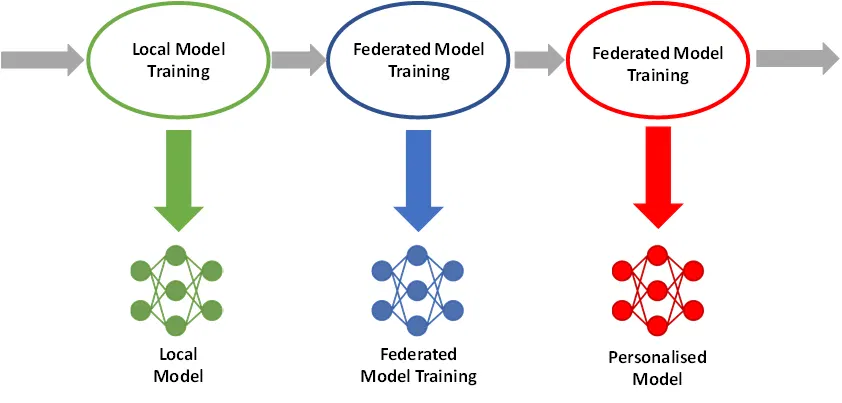 Local Model
Training
Federated Model
Training
Federated Model
Training
Local
Model
Federated
Model Training
Personalised
Model